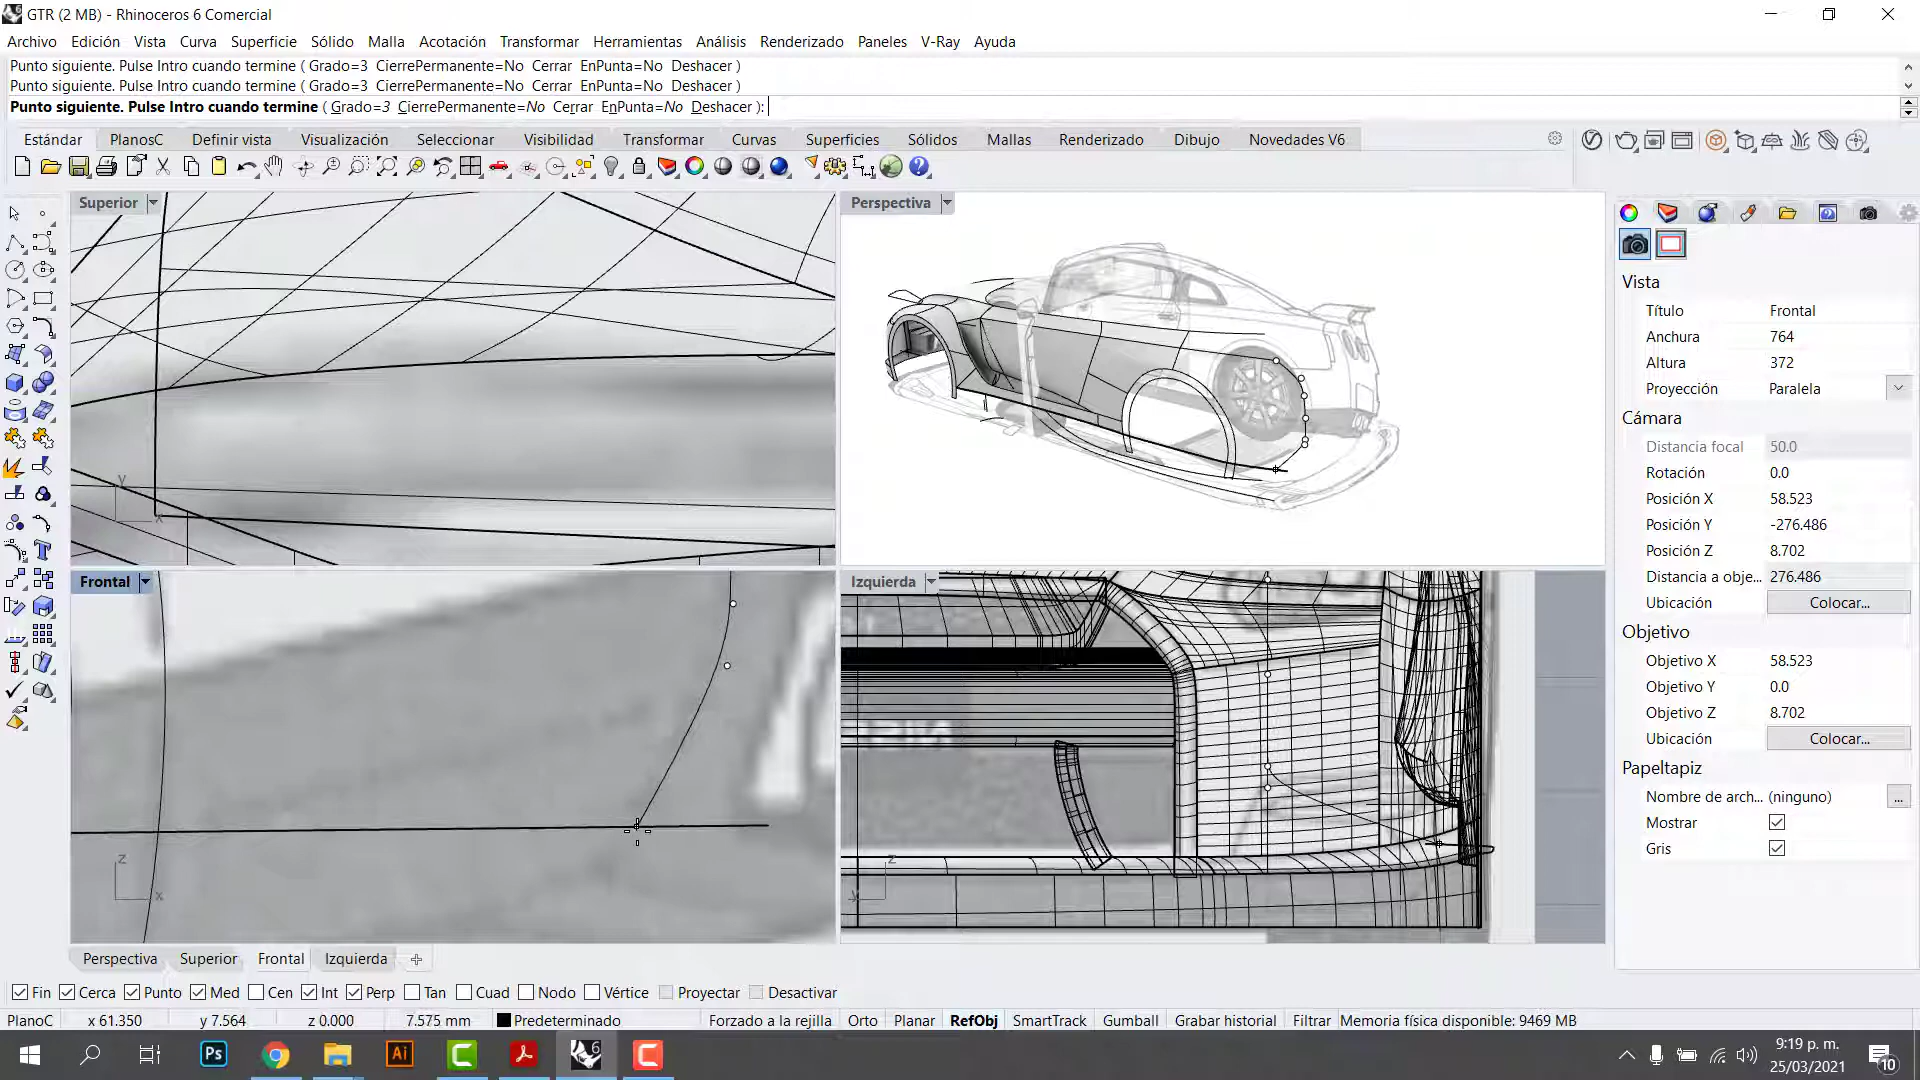 GTR (2 MB) - Rhinoceros 6 Comercial
Archivo Edición Vista Curva Superficie Sólido Malla Acotación Transformar Herramientas Análisis Renderizado Paneles V-Ray Ayuda
Punto siguiente. Pulse Intro cuando termine ( Grado=3 CierrePermanente=No Cerrar EnPunta=No Deshacer )
Punto siguiente. Pulse Intro cuando termine ( Grado=3 CierrePermanente=No Cerrar EnPunta=No Deshacer )
Punto siguiente. Pulse Intro cuando termine ( Grado=3 CierrePermanente=No Cerrar EnPunta=No Deshacer ):
Estándar PlanosC Definir vista Visualización Seleccionar Visibilidad Transformar Curvas Superficies Sólidos Mallas Renderizado Dibujo Novedades V6
Superior
Perspectiva
Vista
Título Frontal
Anchura 764
Altura 372
Proyección Paralela
Cámara
Distancia focal 50.0
Rotación 0.0
Posición X 58.523
Posición Y -276.486
Posición Z 8.702
Distancia a obje... 276.486
Ubicación Colocar...
Objetivo
Objetivo X 58.523
Objetivo Y 0.0
Objetivo Z 8.702
Ubicación Colocar...
Papeltapiz
Nombre de arch... (ninguno) ...
Mostrar
Gris
y
x
Frontal
Izquierda
z
x
z
Perspectiva Superior Frontal Izquierda
Fin Cerca Punto Med Cen Int Perp Tan Cuad Nodo Vértice Proyectar Desactivar
PlanoC x 61.350 y 7.564 z 0.000 7.575 mm Predeterminado Forzado a la rejilla Orto Planar RefObj SmartTrack Gumball Grabar historial Filtrar Memoria física disponible: 9469 MB
Ps Ai C 6 C
9:19 p. m.
25/03/2021
10